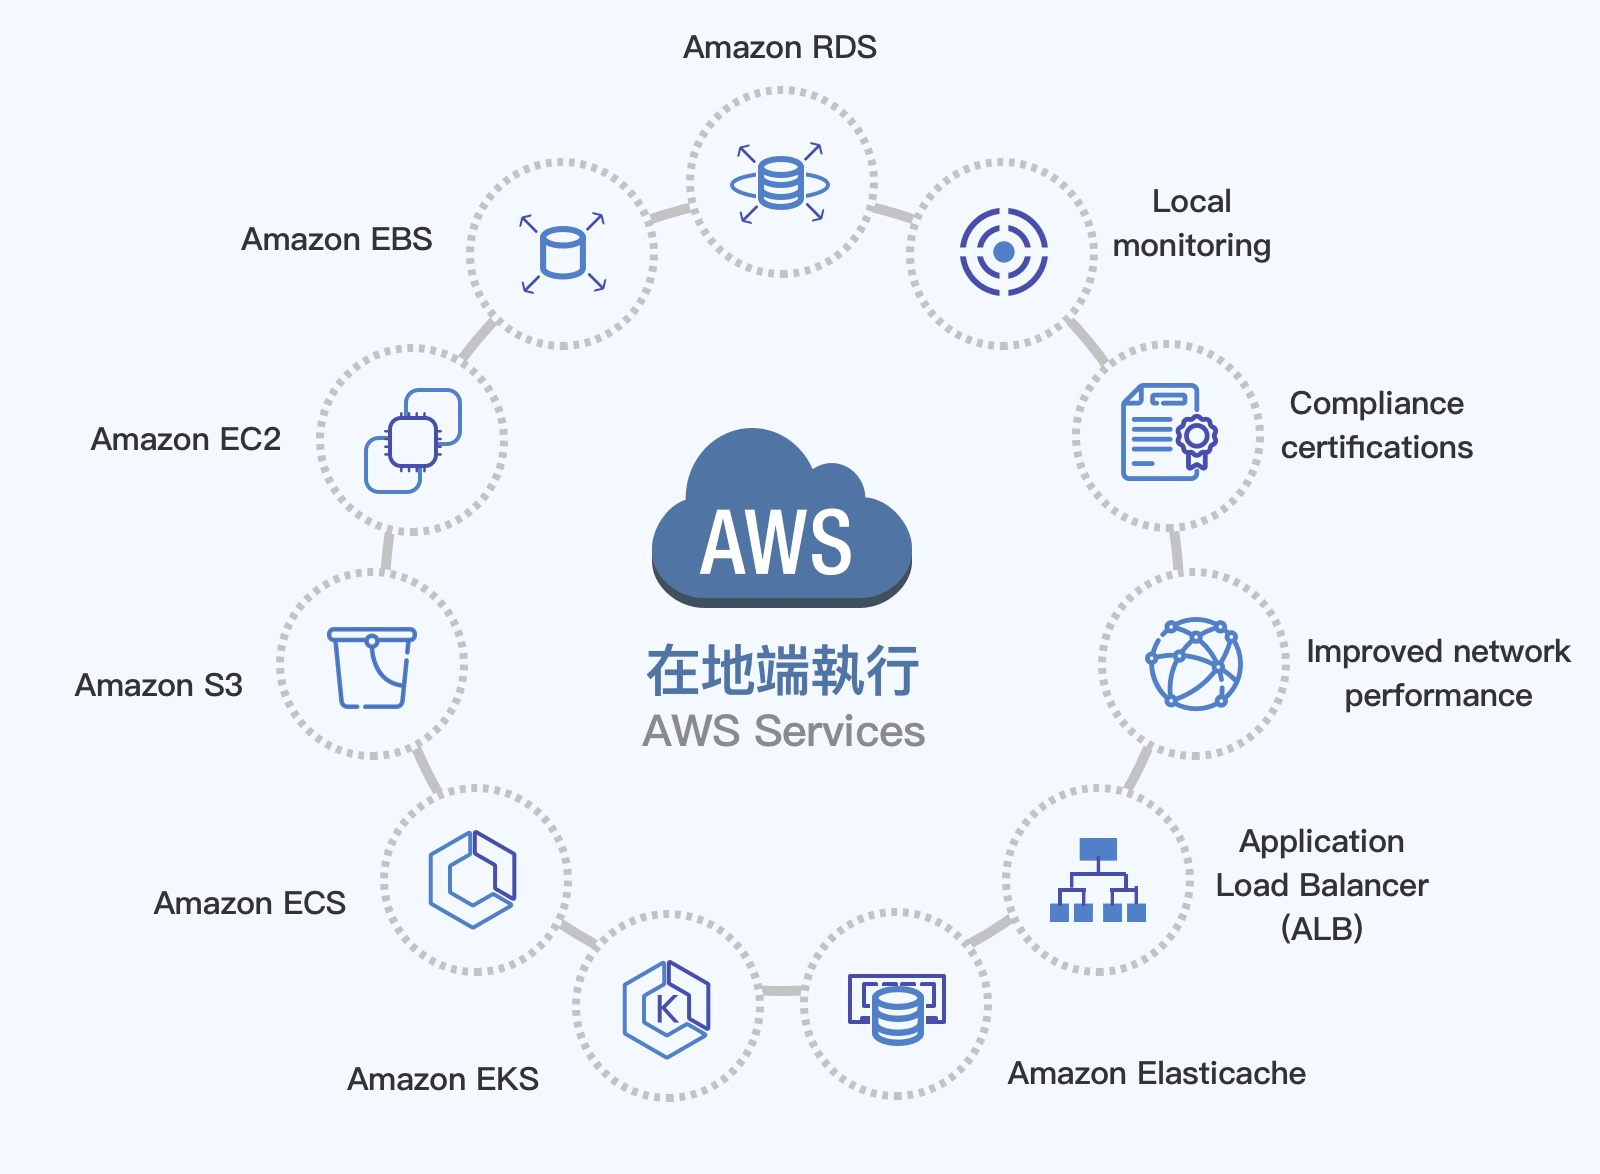 Amazon RDS
Local
monitoring
Amazon EBS
Compliance
certifications
Amazon EC2
AWS
在地端執行
AWS Services
Improved network
performance
Amazon S3
Application
Load Balancer
(ALB)
Amazon ECS
K
Amazon EKS
Amazon Elasticache